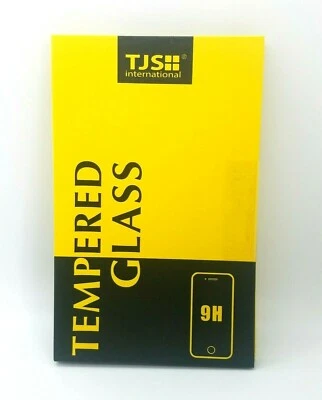 TJS®
international
TEMPERED
GLASS
9H